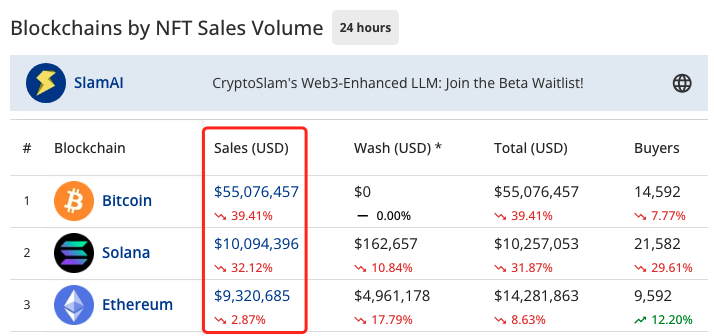 Blockchains by NFT Sales Volume 24 hours
SlamAI CryptoSlam's Web3-Enhanced LLM: Join the Beta Waitlist!
# Blockchain Sales (USD) Wash (USD) * Total (USD) Buyers
1 Bitcoin $55,076,457 $0 $55,076,457 14,592
39.41% 0.00% 39.41% 7.77%
2 Solana $10,094,396 $162,657 $10,257,053 21,582
32.12% 10.84% 31.87% 29.61%
3 Ethereum $9,320,685 $4,961,178 $14,281,863 9,592
2.87% 17.79% 8.63% 12.20%